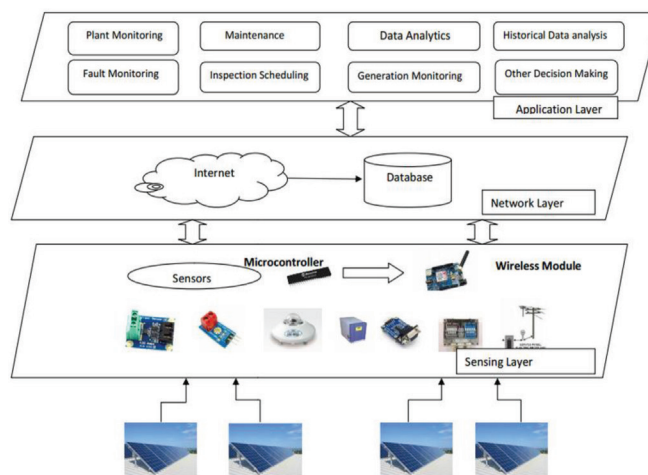 Plant Monitoring
Maintenance
Data Analytics
Historical Data analysis
Fault Monitoring
Inspection Scheduling
Generation Monitoring
Other Decision Making
Application Layer
Internet
Database
Network Layer
Sensors
Microcontroller
Wireless Module
Sensing Layer